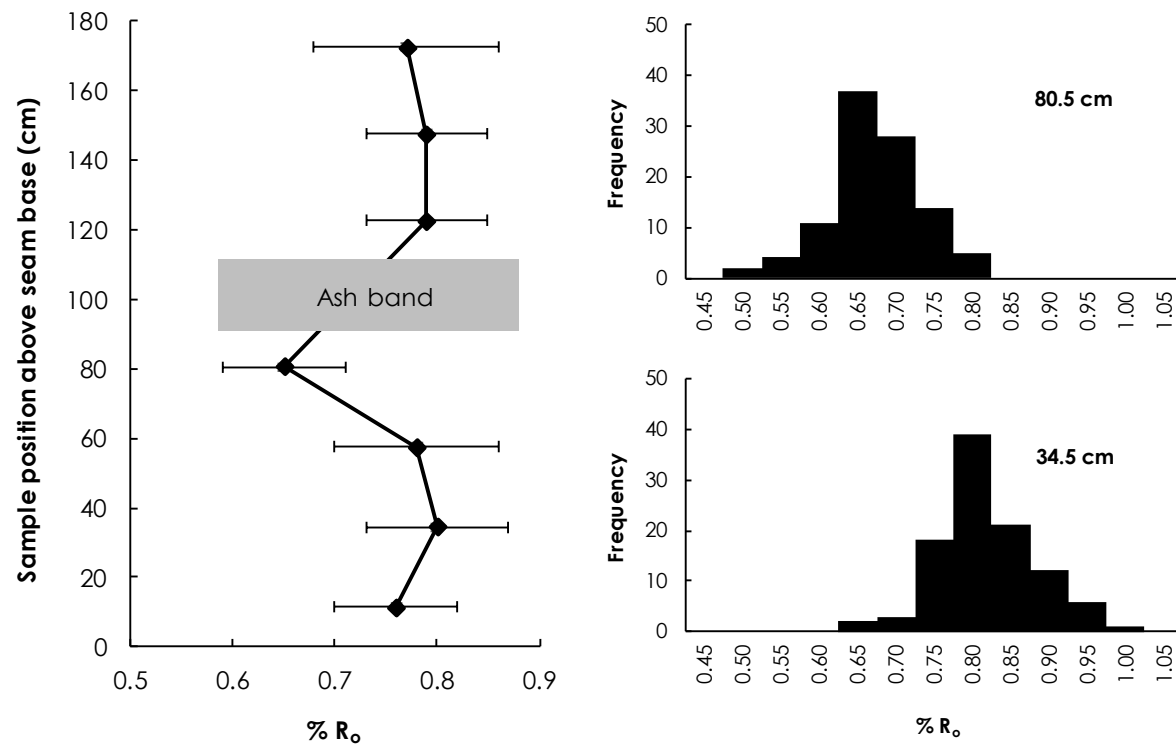 Sample position above seam base (cm)
180
160
140
120
100
80
60
40
20
0
Ash band
0.5 0.6 0.7 0.8 0.9
% Ro
Frequency
50
40
30
20
10
0
80.5 cm
0.45 0.50 0.55 0.60 0.65 0.70 0.75 0.80 0.85 0.90 0.95 1.00 1.05
Frequency
50
40
30
20
10
0
34.5 cm
0.45 0.50 0.55 0.60 0.65 0.70 0.75 0.80 0.85 0.90 0.95 1.00 1.05
% Ro